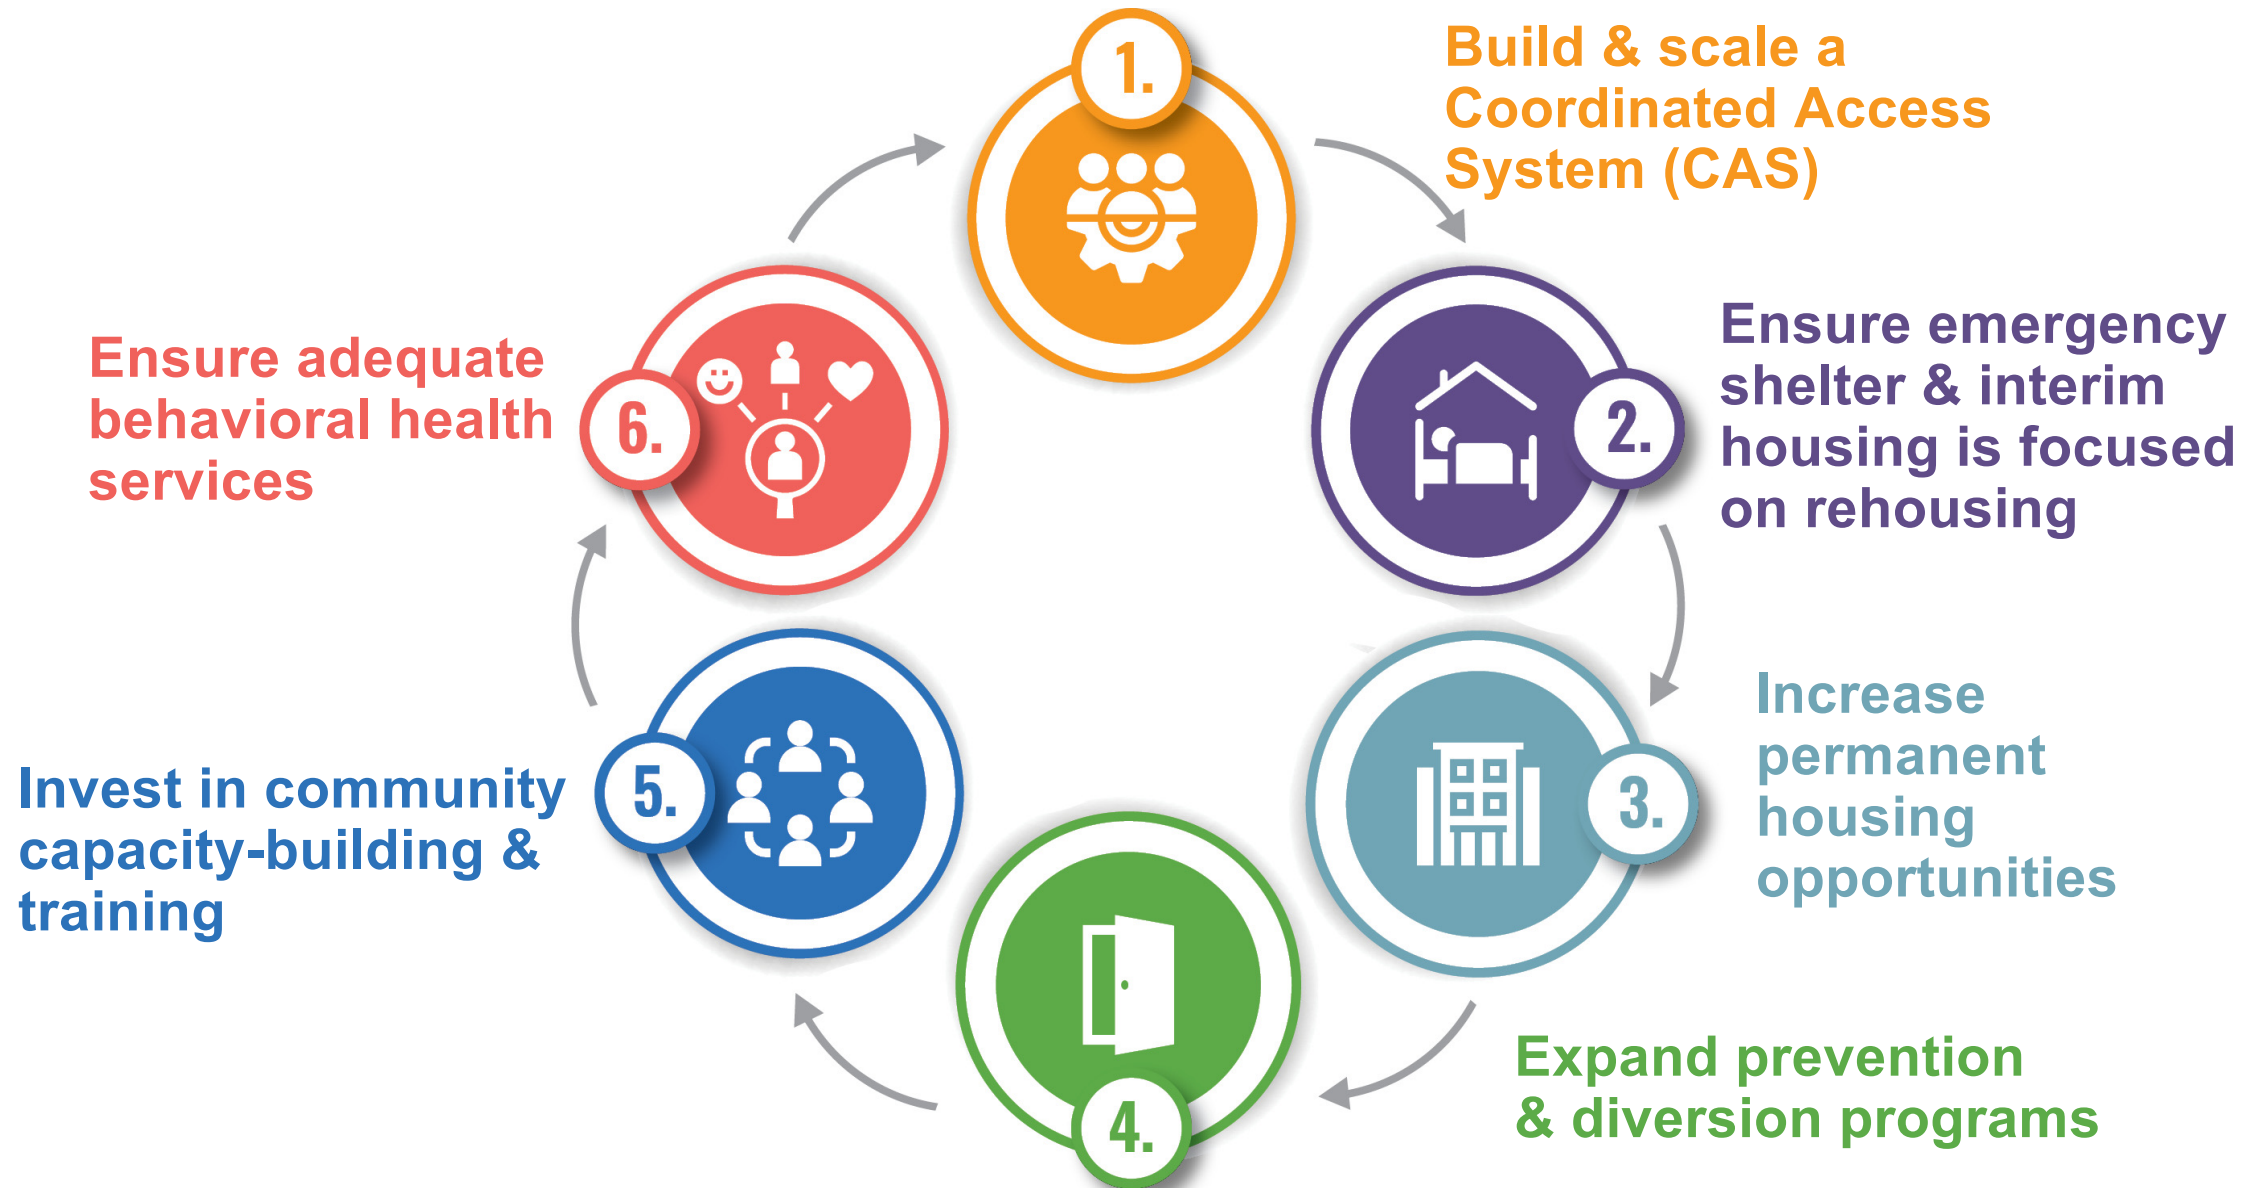 1.
Build & scale a
Coordinated Access
System (CAS)
2.
Ensure emergency
shelter & interim
housing is focused
on rehousing
3.
Increase
permanent
housing
opportunities
4.
Expand prevention
& diversion programs
5.
Invest in community
capacity-building &
training
6.
Ensure adequate
behavioral health
services